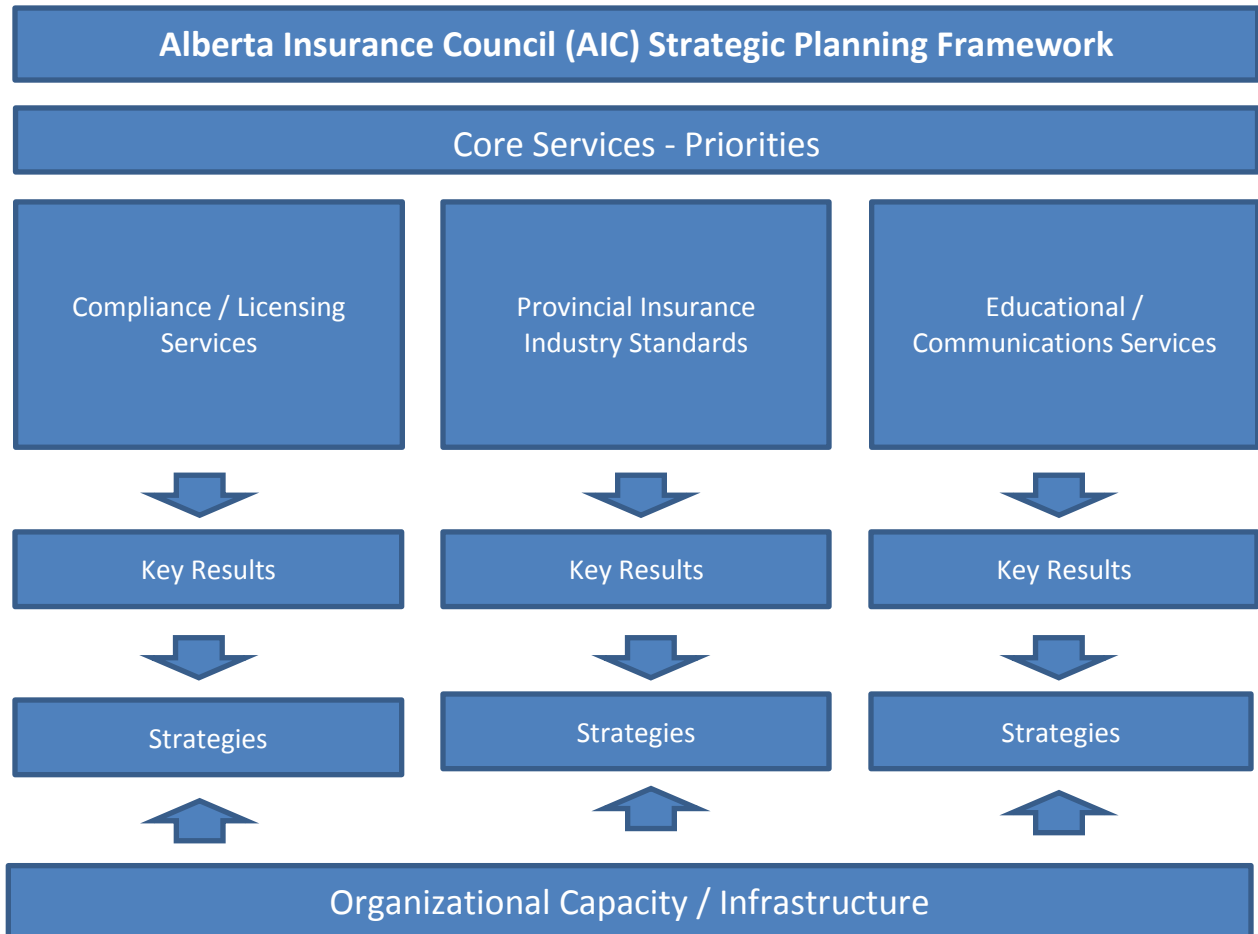 Alberta Insurance Council (AIC) Strategic Planning Framework
Core Services - Priorities
Compliance / Licensing
Services
Provincial Insurance
Industry Standards
Educational /
Communications Services
Key Results
Key Results
Key Results
Strategies
Strategies
Strategies
Organizational Capacity / Infrastructure